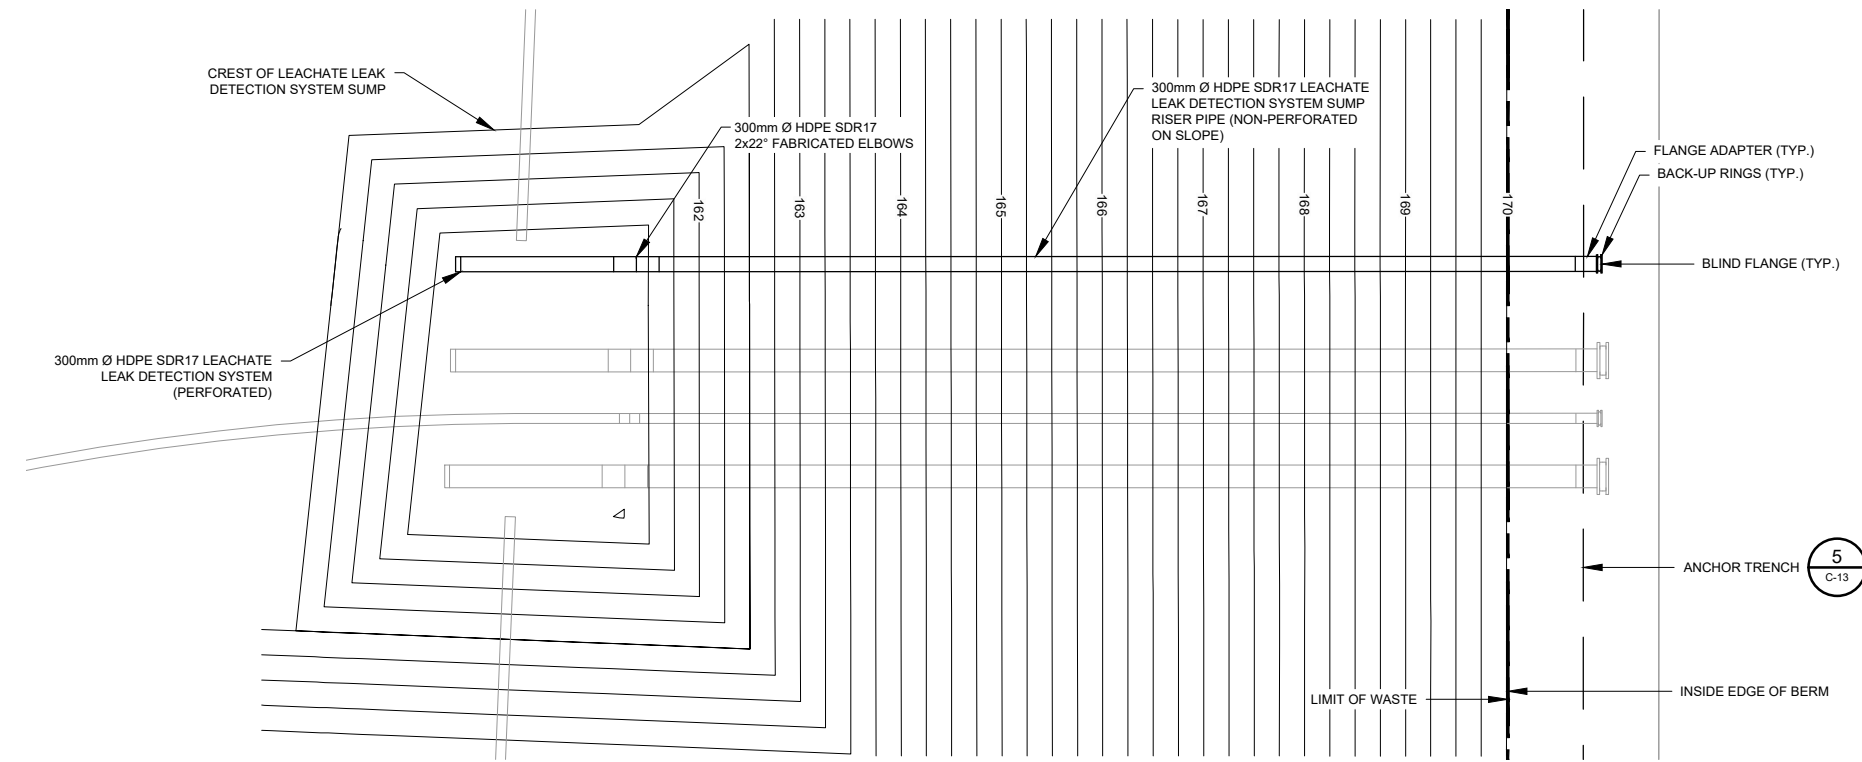 CREST OF LEACHATE LEAK
DETECTION SYSTEM SUMP
300mm Ø HDPE SDR17
2x22° FABRICATED ELBOWS
300mm Ø HDPE SDR17 LEACHATE
LEAK DETECTION SYSTEM SUMP
RISER PIPE (NON-PERFORATED
ON SLOPE)
FLANGE ADAPTER (TYP.)
BACK-UP RINGS (TYP.)
162
163
164
165
166
167
168
169
170
BLIND FLANGE (TYP.)
300mm Ø HDPE SDR17 LEACHATE
LEAK DETECTION SYSTEM
(PERFORATED)
ANCHOR TRENCH
5
C-13
LIMIT OF WASTE
INSIDE EDGE OF BERM